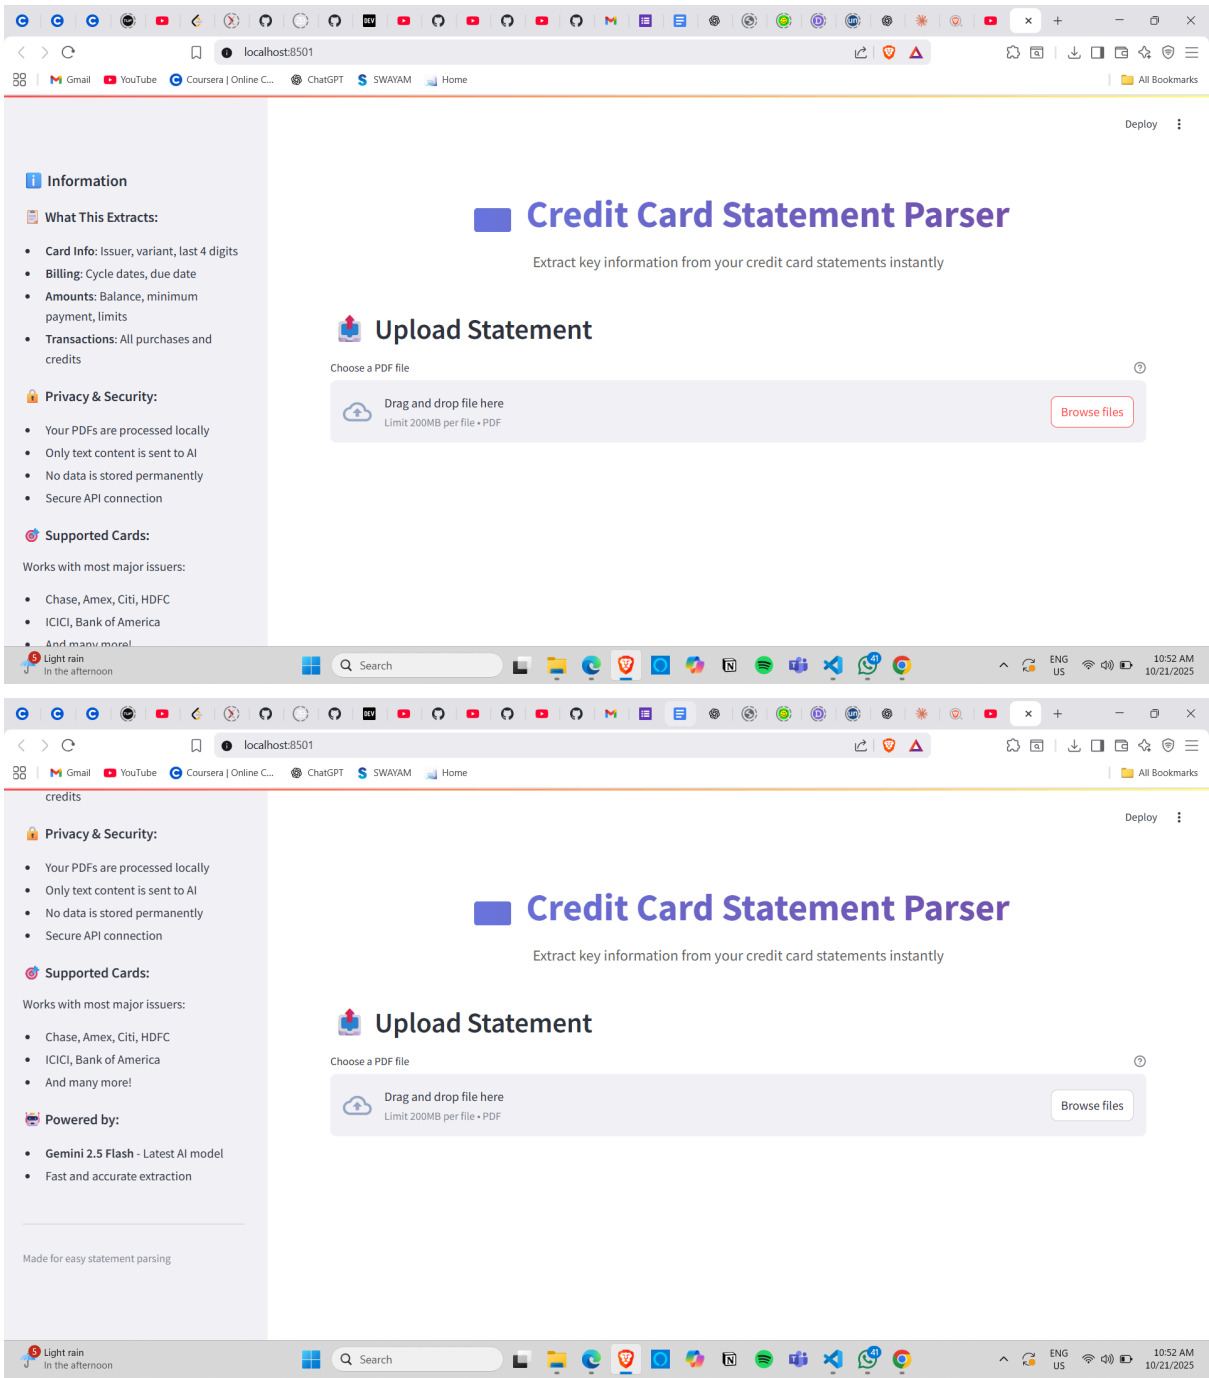 localhost:8501
Gmail YouTube Coursera | Online C... ChatGPT SWAYAM Home All Bookmarks
Deploy
Information
What This Extracts:
Card Info: Issuer, variant, last 4 digits
Billing: Cycle dates, due date
Amounts: Balance, minimum
payment, limits
Transactions: All purchases and
credits
Privacy & Security:
Your PDFs are processed locally
Only text content is sent to AI
No data is stored permanently
Secure API connection
Supported Cards:
Works with most major issuers:
Chase, Amex, Citi, HDFC
ICICI, Bank of America
And many more!
Credit Card Statement Parser
Extract key information from your credit card statements instantly
Upload Statement
Choose a PDF file
Drag and drop file here
Limit 200MB per file • PDF
Browse files
5
Light rain
In the afternoon
Search
41
ENG
US
10:52 AM
10/21/2025
localhost:8501
Gmail YouTube Coursera | Online C... ChatGPT SWAYAM Home All Bookmarks
Deploy
credits
Privacy & Security:
Your PDFs are processed locally
Only text content is sent to AI
No data is stored permanently
Secure API connection
Supported Cards:
Works with most major issuers:
Chase, Amex, Citi, HDFC
ICICI, Bank of America
And many more!
Powered by:
Gemini 2.5 Flash - Latest AI model
Fast and accurate extraction
Made for easy statement parsing
Credit Card Statement Parser
Extract key information from your credit card statements instantly
Upload Statement
Choose a PDF file
Drag and drop file here
Limit 200MB per file • PDF
Browse files
5
Light rain
In the afternoon
Search
41
ENG
US
10:52 AM
10/21/2025